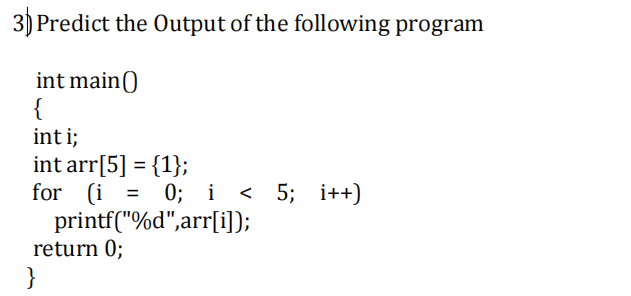 3) Predict the Output of the following program
int main()
{
int i;
int arr[5] = {1};
for (i = 0; i < 5; i++)
printf("%d",arr[i]);
return 0;
}